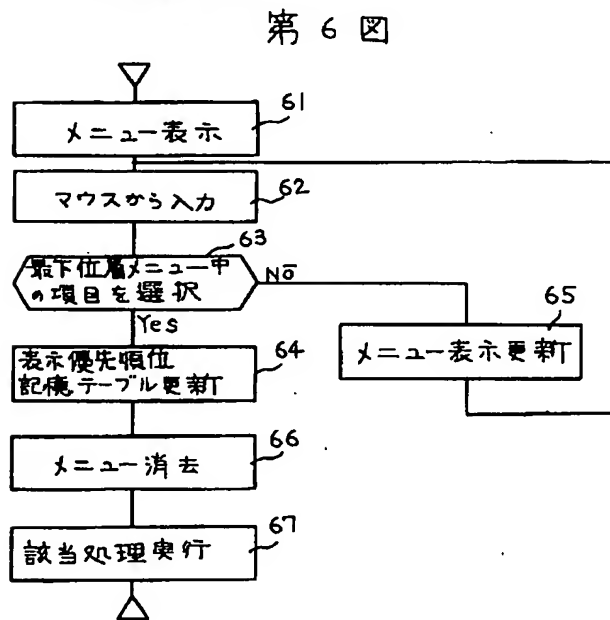 第 6 図
61
メニュー表示
62
マウスから入力
63
最下位層メニュー中
の項目を選択
No
Yes
64
表示優先順位
記憶テーブル更新
65
メニュー表示更新
66
メニュー消去
67
該当処理実行